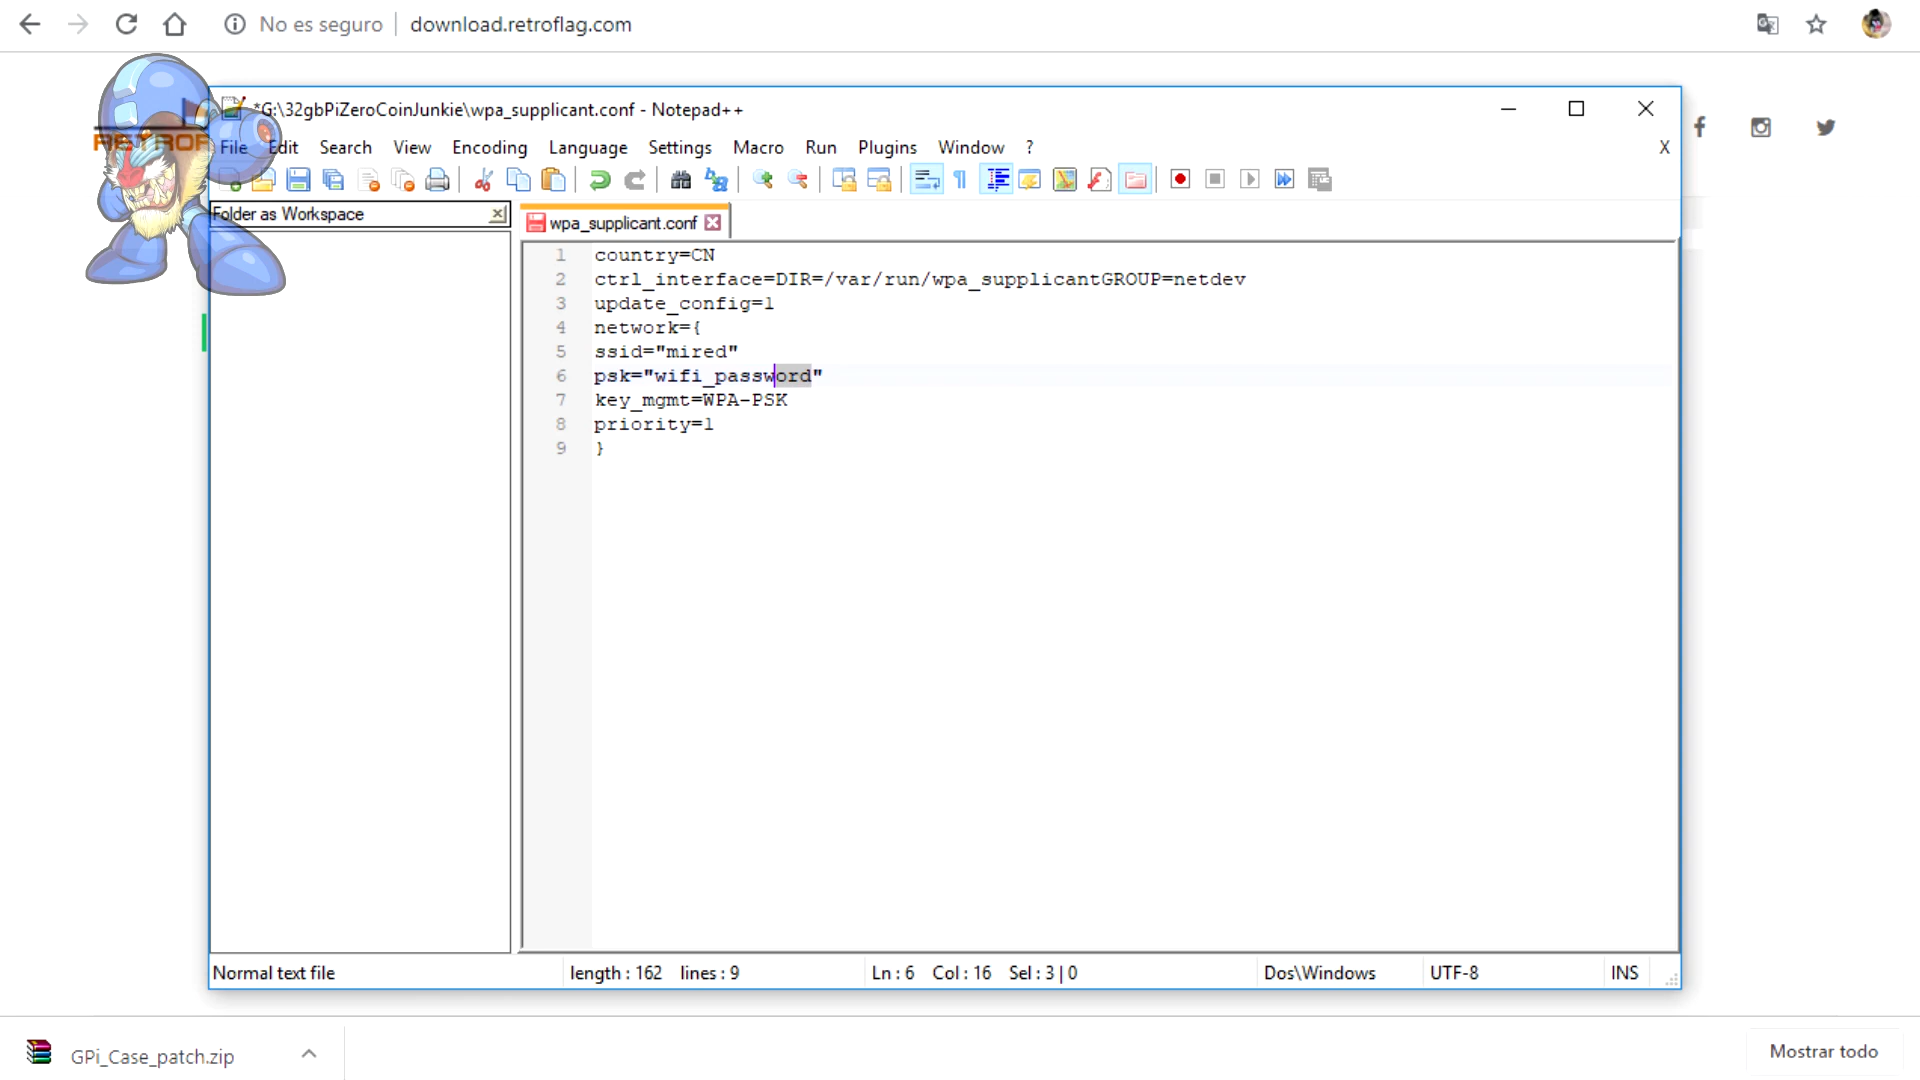 No es seguro
download.retroflag.com
*G:\32gbPiZeroCoinJunkie\wpa_supplicant.conf - Notepad++
RETROF
File Edit Search View Encoding Language Settings Macro Run Plugins Window ? X
Folder as Workspace
wpa_supplicant.conf
1 country=CN
2 ctrl_interface=DIR=/var/run/wpa_supplicantGROUP=netdev
3 update_config=1
4 network={
5 ssid="mired"
6 psk="wifi_password"
7 key_mgmt=WPA-PSK
8 priority=1
9 }
Normal text file length : 162 lines : 9 Ln : 6 Col : 16 Sel : 3 | 0 Dos\Windows UTF-8 INS
GPi_Case_patch.zip
Mostrar todo